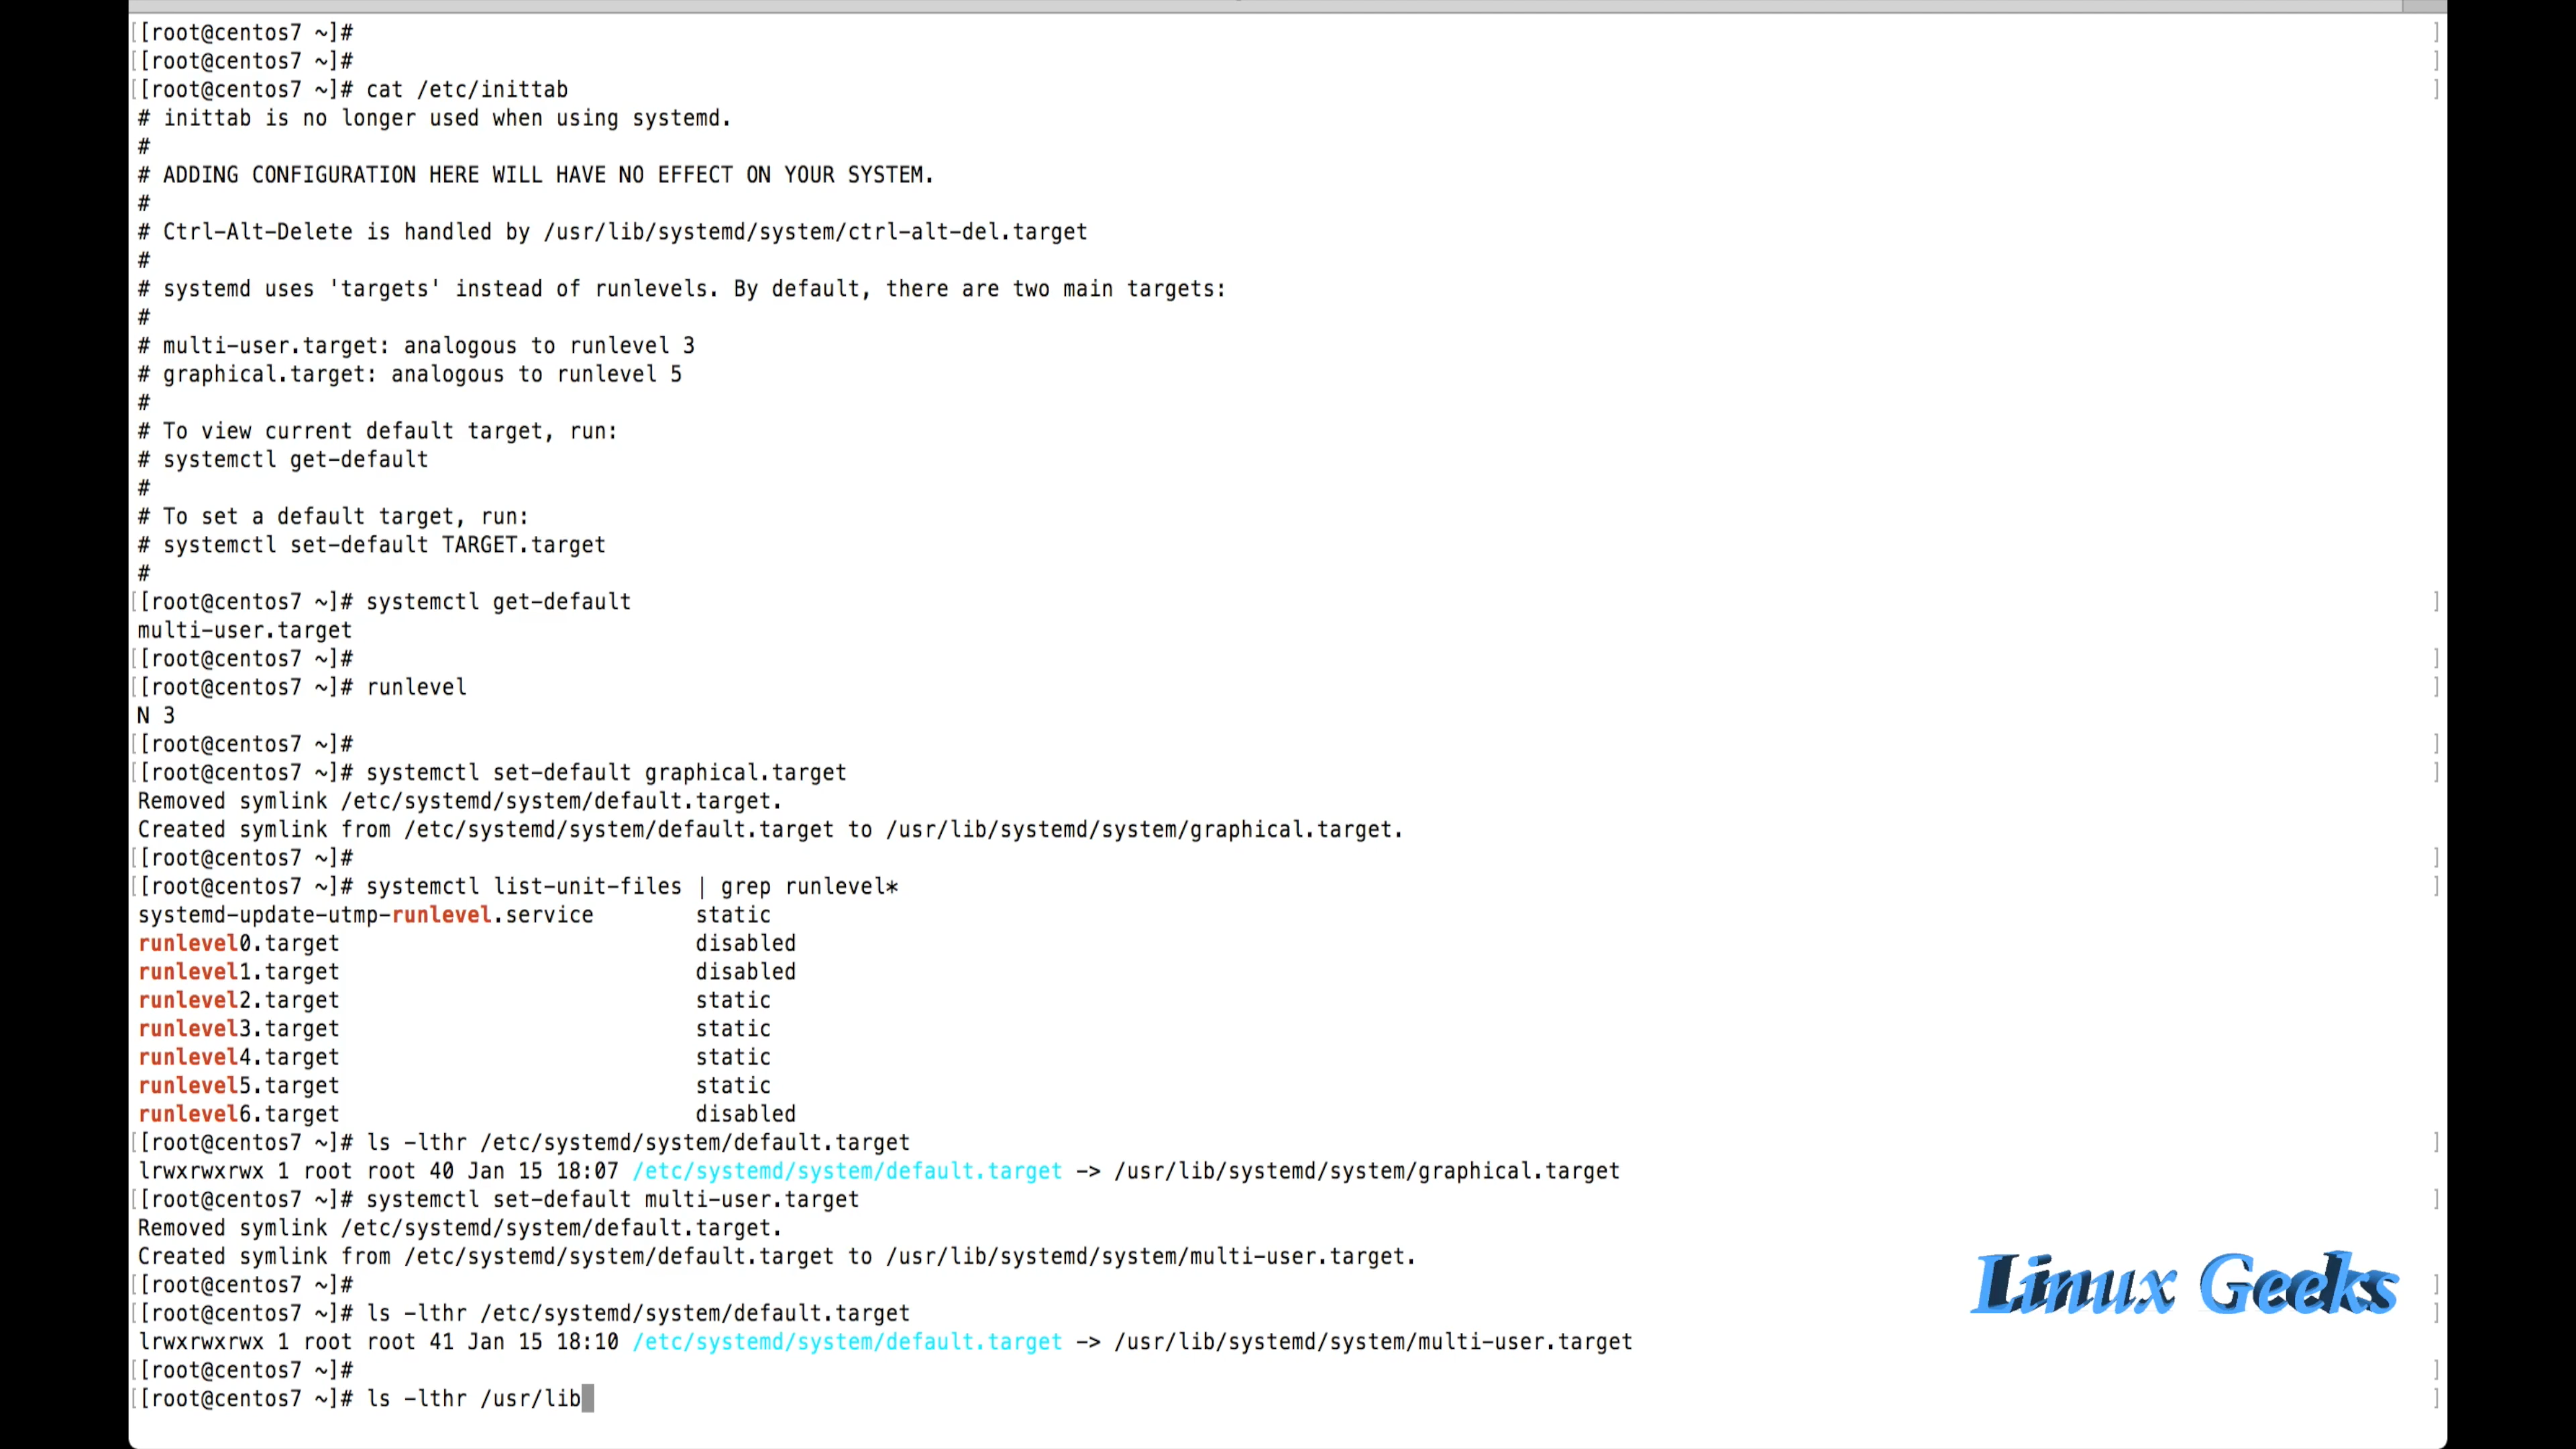 [[root@centos7 ~]# ]
[[root@centos7 ~]# ]
[[root@centos7 ~]# cat /etc/inittab ]
# inittab is no longer used when using systemd.
#
# ADDING CONFIGURATION HERE WILL HAVE NO EFFECT ON YOUR SYSTEM.
#
# Ctrl-Alt-Delete is handled by /usr/lib/systemd/system/ctrl-alt-del.target
#
# systemd uses 'targets' instead of runlevels. By default, there are two main targets:
#
# multi-user.target: analogous to runlevel 3
# graphical.target: analogous to runlevel 5
#
# To view current default target, run:
# systemctl get-default
#
# To set a default target, run:
# systemctl set-default TARGET.target
#
[[root@centos7 ~]# systemctl get-default ]
multi-user.target
[[root@centos7 ~]# ]
[[root@centos7 ~]# runlevel ]
N 3
[[root@centos7 ~]# ]
[[root@centos7 ~]# systemctl set-default graphical.target ]
Removed symlink /etc/systemd/system/default.target.
Created symlink from /etc/systemd/system/default.target to /usr/lib/systemd/system/graphical.target.
[[root@centos7 ~]# ]
[[root@centos7 ~]# systemctl list-unit-files | grep runlevel* ]
systemd-update-utmp-runlevel.service static
runlevel0.target disabled
runlevel1.target disabled
runlevel2.target static
runlevel3.target static
runlevel4.target static
runlevel5.target static
runlevel6.target disabled
[[root@centos7 ~]# ls -lthr /etc/systemd/system/default.target ]
lrwxrwxrwx 1 root root 40 Jan 15 18:07 /etc/systemd/system/default.target -> /usr/lib/systemd/system/graphical.target
[[root@centos7 ~]# systemctl set-default multi-user.target ]
Removed symlink /etc/systemd/system/default.target.
Created symlink from /etc/systemd/system/default.target to /usr/lib/systemd/system/multi-user.target.
[[root@centos7 ~]# ]
[[root@centos7 ~]# ls -lthr /etc/systemd/system/default.target ]
lrwxrwxrwx 1 root root 41 Jan 15 18:10 /etc/systemd/system/default.target -> /usr/lib/systemd/system/multi-user.target
[[root@centos7 ~]# ]
[[root@centos7 ~]# ls -lthr /usr/lib ]
Linux Geeks